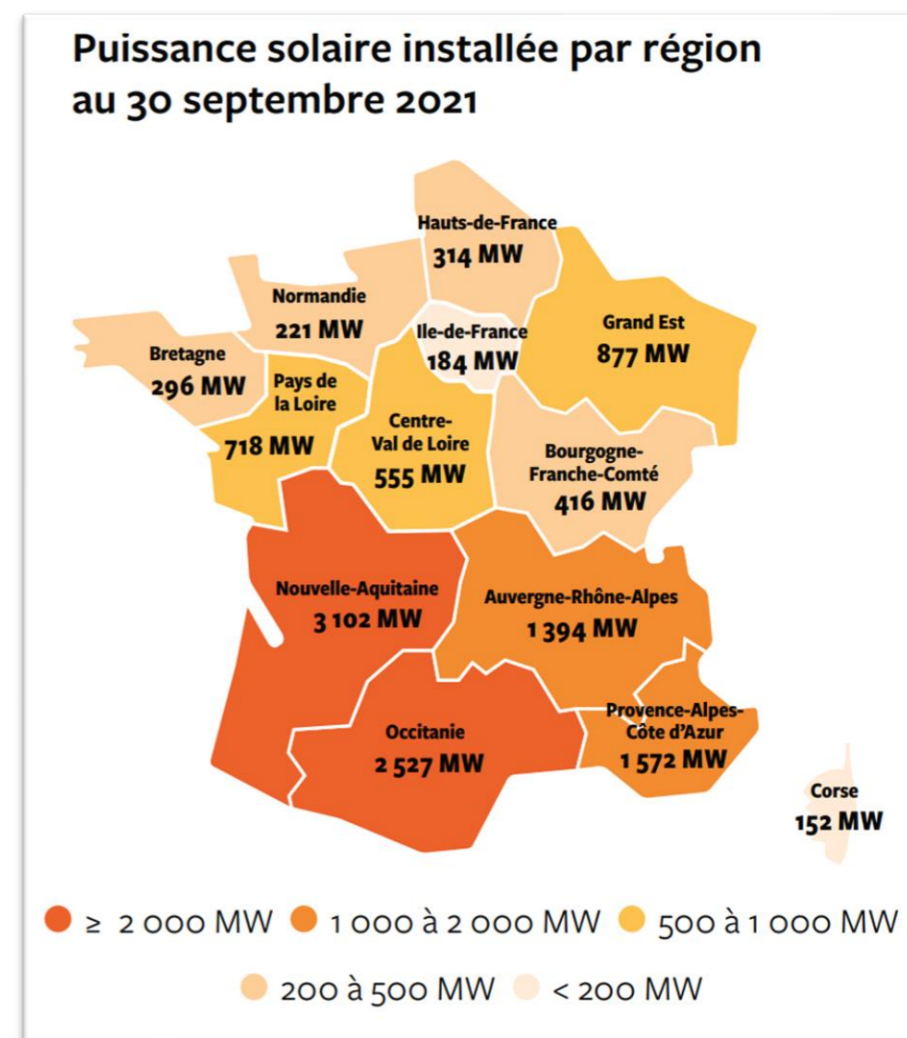 Puissance solaire installée par région
au 30 septembre 2021
Hauts-de-France
314 MW
Normandie
221 MW
Ile-de-France
184 MW
Grand Est
877 MW
Bretagne
296 MW
Pays de
la Loire
718 MW
Centre-
Val de Loire
555 MW
Bourgogne-
Franche-Comté
416 MW
Nouvelle-Aquitaine
3 102 MW
Auvergne-Rhône-Alpes
1 394 MW
Occitanie
2 527 MW
Provence-Alpes-
Côte d'Azur
1 572 MW
Corse
152 MW
≥ 2 000 MW 1 000 à 2 000 MW 500 à 1 000 MW
200 à 500 MW < 200 MW